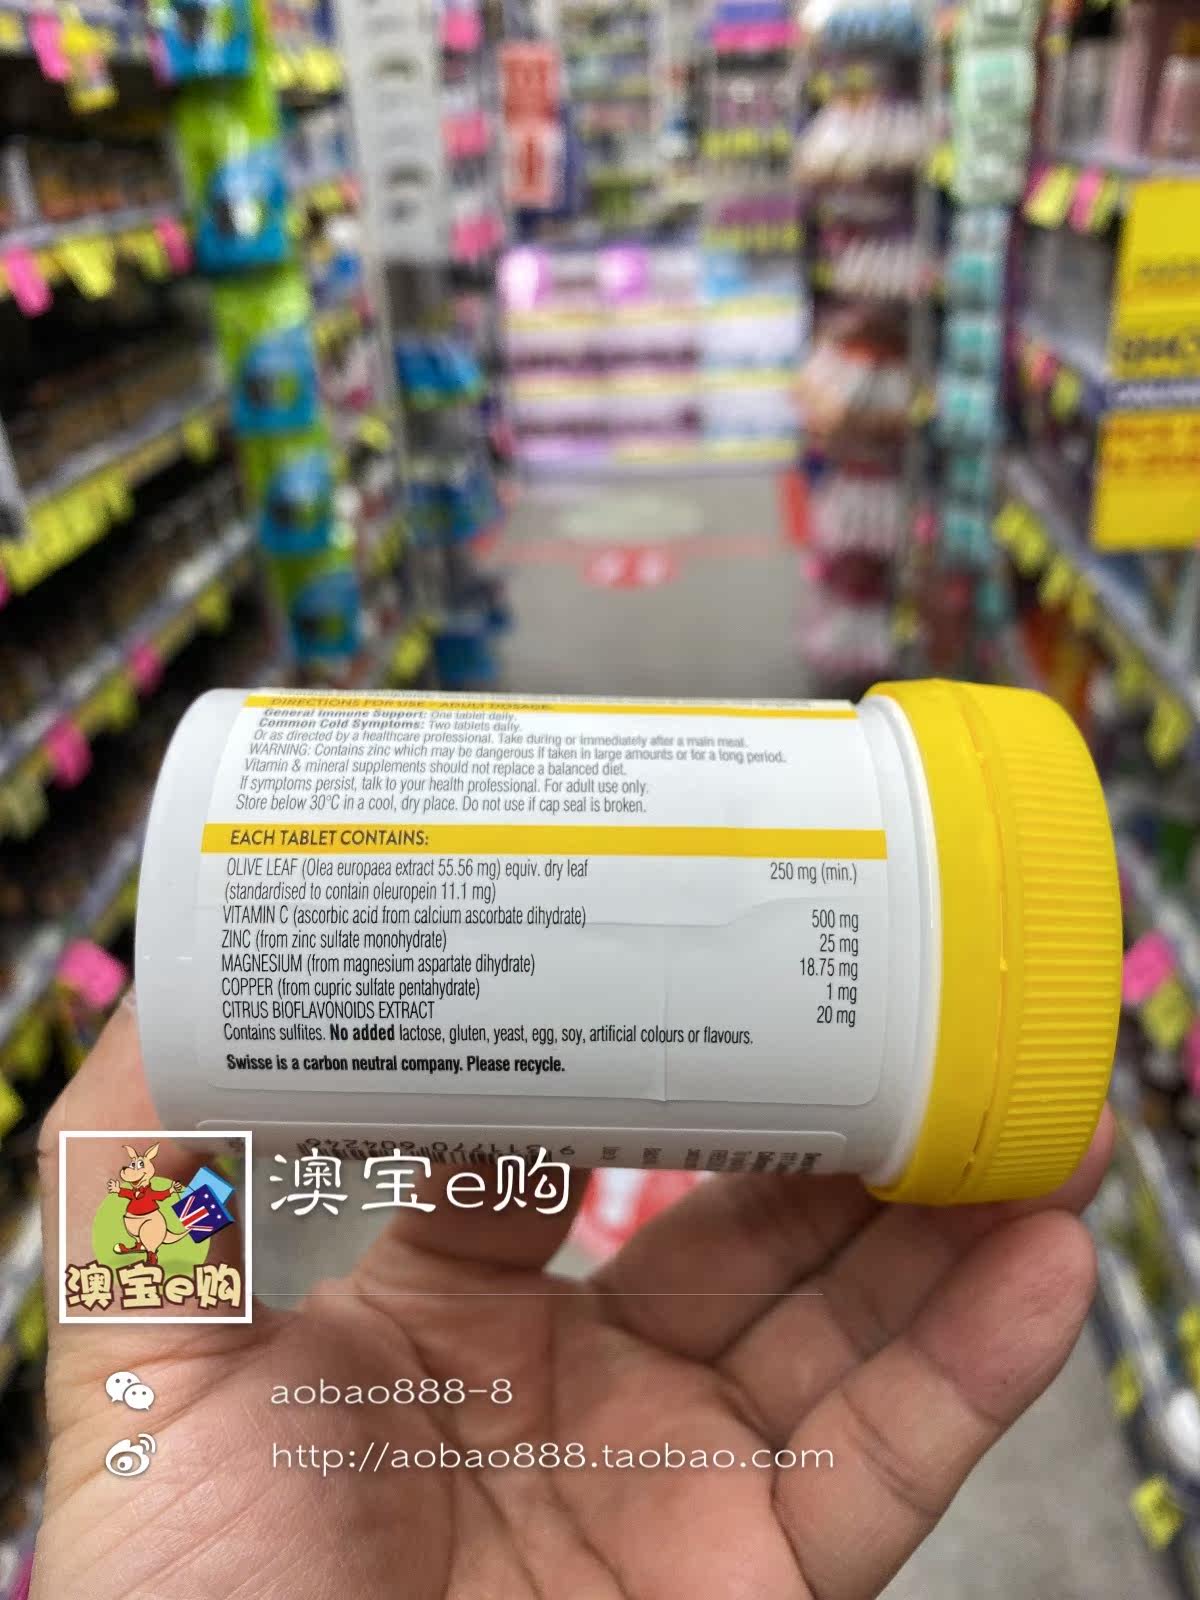 DIRECTIONS FOR USE - ADULT DOSAGE:
General Immune Support: One tablet daily.
Common Cold Symptoms: Two tablets daily.
Or as directed by a healthcare professional. Take during or immediately after a main meal.
WARNING: Contains zinc which may be dangerous if taken in large amounts or for a long period.
Vitamin & mineral supplements should not replace a balanced diet.
If symptoms persist, talk to your health professional. For adult use only.
Store below 30°C in a cool, dry place. Do not use if cap seal is broken.
EACH TABLET CONTAINS:
OLIVE LEAF (Olea europaea extract 55.56 mg) equiv. dry leaf 250 mg (min.)
(standardised to contain oleuropein 11.1 mg)
VITAMIN C (ascorbic acid from calcium ascorbate dihydrate) 500 mg
ZINC (from zinc sulfate monohydrate) 25 mg
MAGNESIUM (from magnesium aspartate dihydrate) 18.75 mg
COPPER (from cupric sulfate pentahydrate) 1 mg
CITRUS BIOFLAVONOIDS EXTRACT 20 mg
Contains sulfites. No added lactose, gluten, yeast, egg, soy, artificial colours or flavours.
Swisse is a carbon neutral company. Please recycle.
澳宝e购
澳宝e购
aobao888-8
http://aobao888.taobao.com